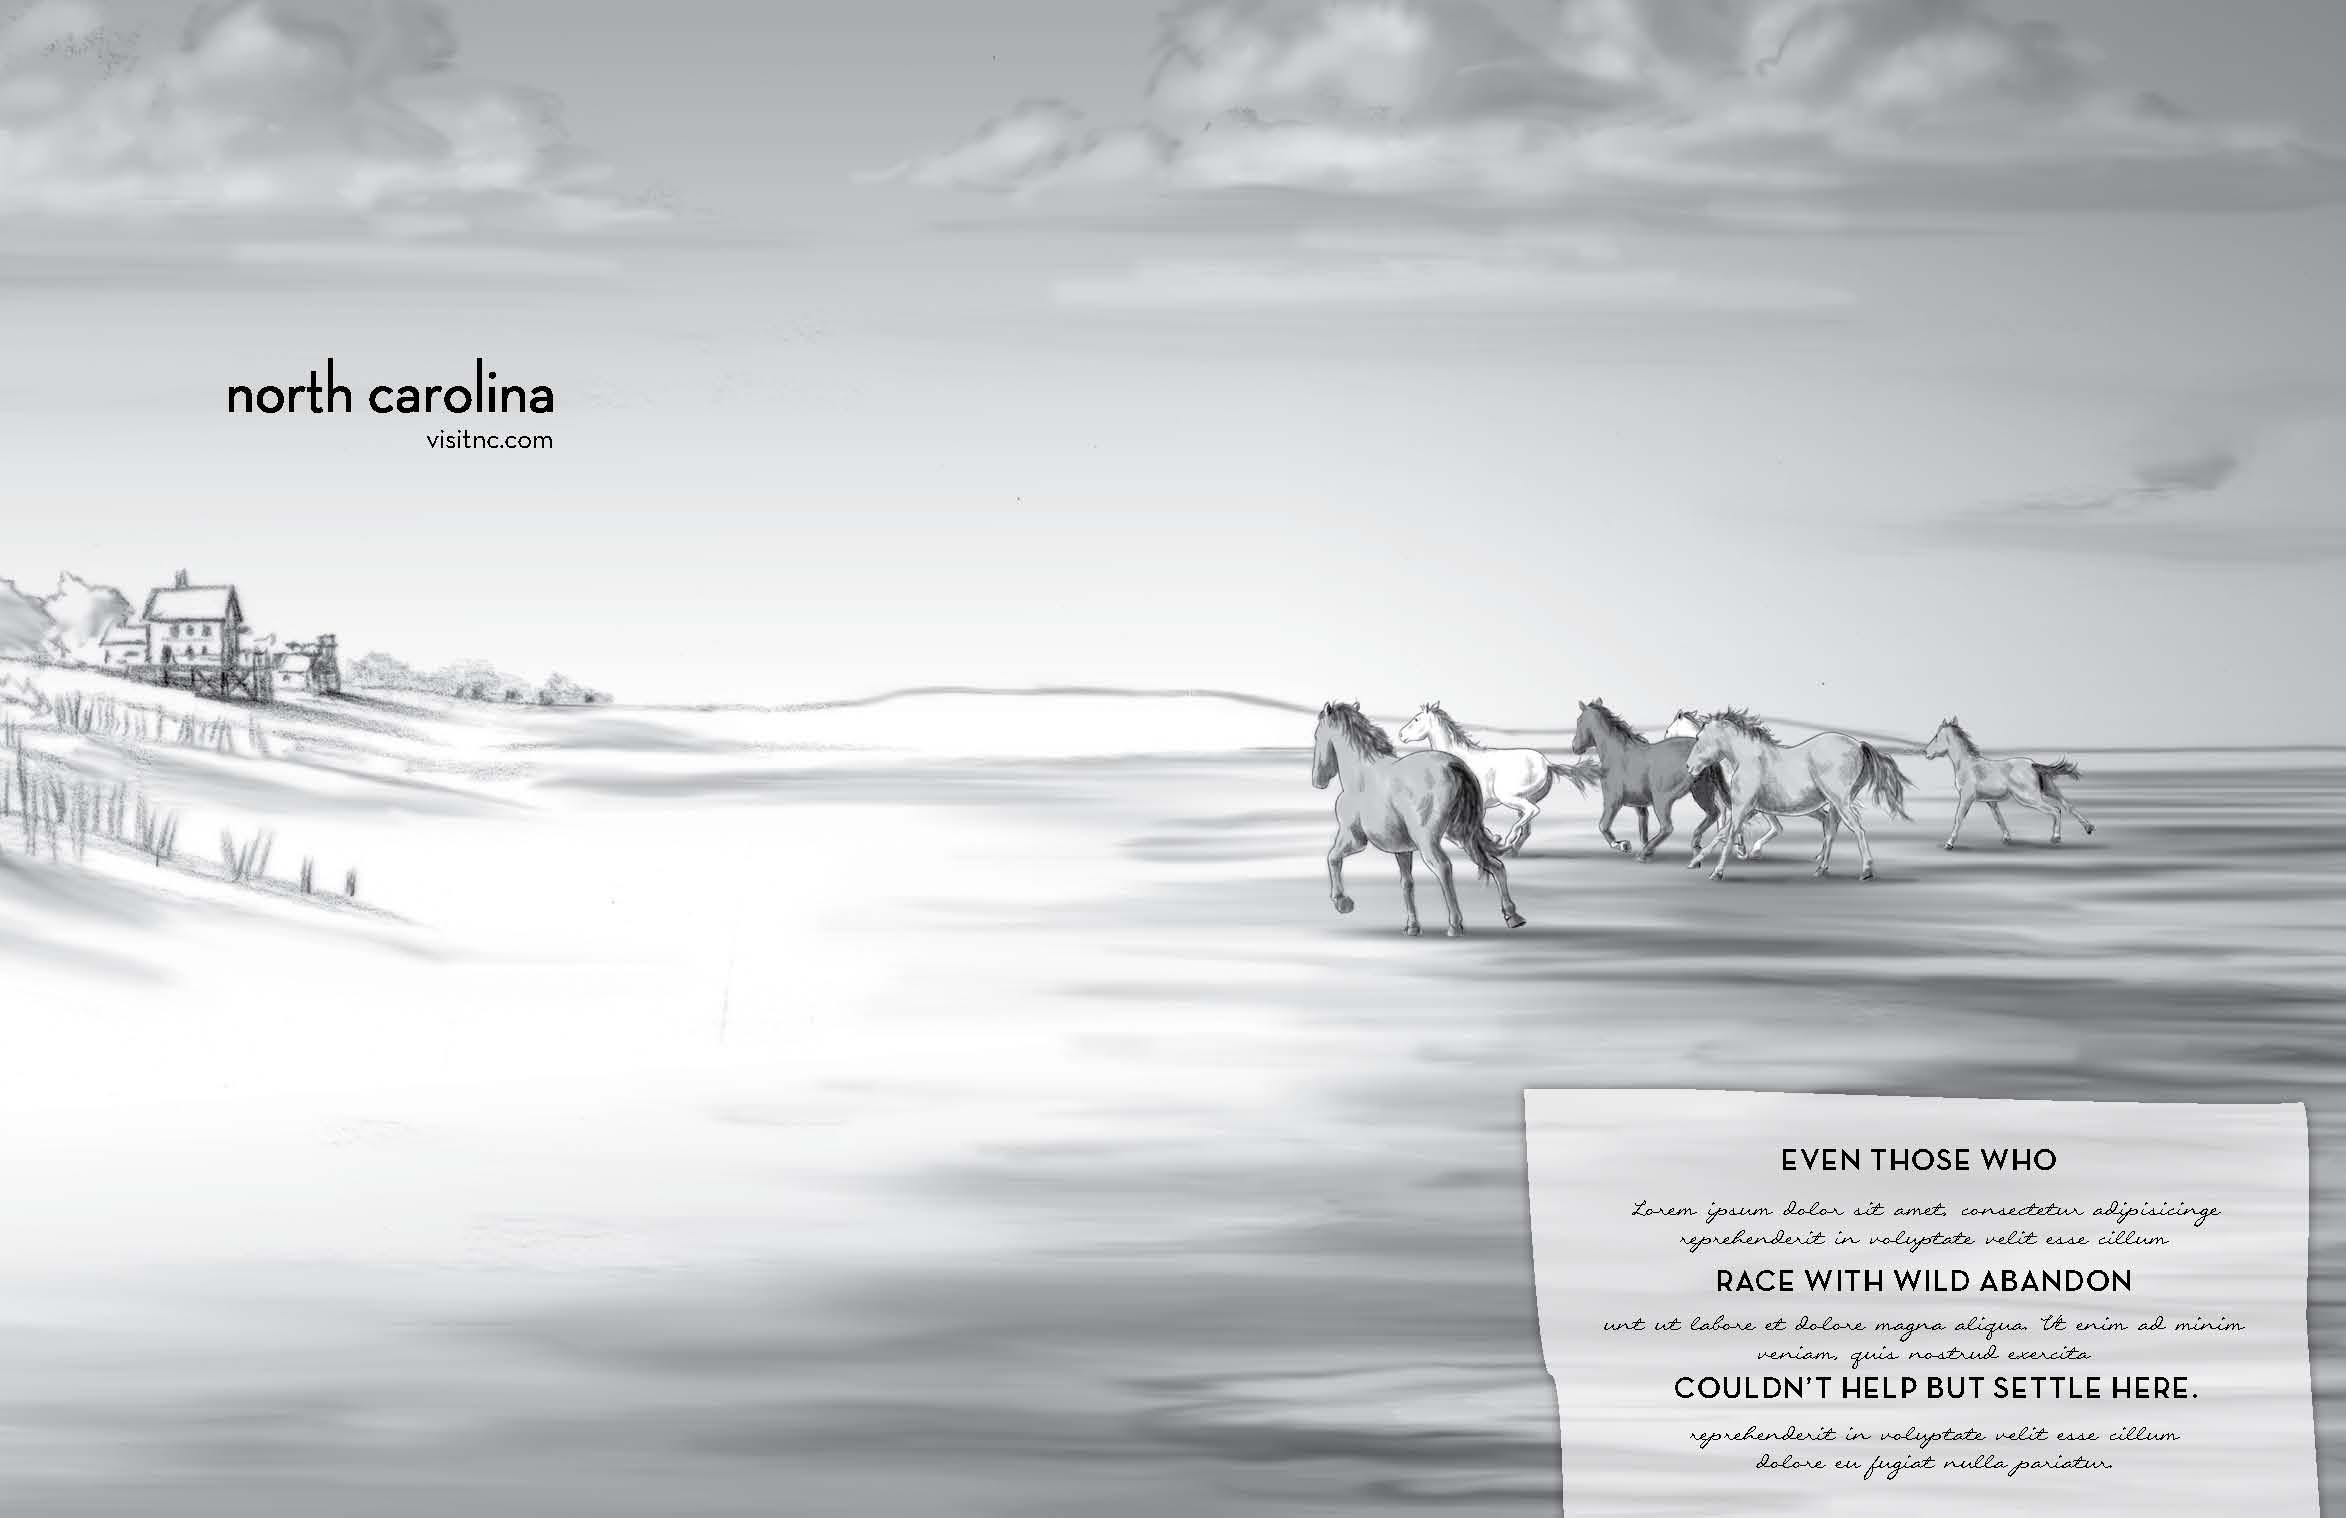 north carolina
visitnc.com
EVEN THOSE WHO
Lorem ipsum dolor sit amet, consectetur adipisicinge
reprehenderit in voluptate velit esse cillum
RACE WITH WILD ABANDON
unt ut labore et dolore magna aliqua. Ut enim ad minim
veniam, quis nostrud exercita
COULDN'T HELP BUT SETTLE HERE.
reprehenderit in voluptate velit esse cillum
dolore eu fugiat nulla pariatur.